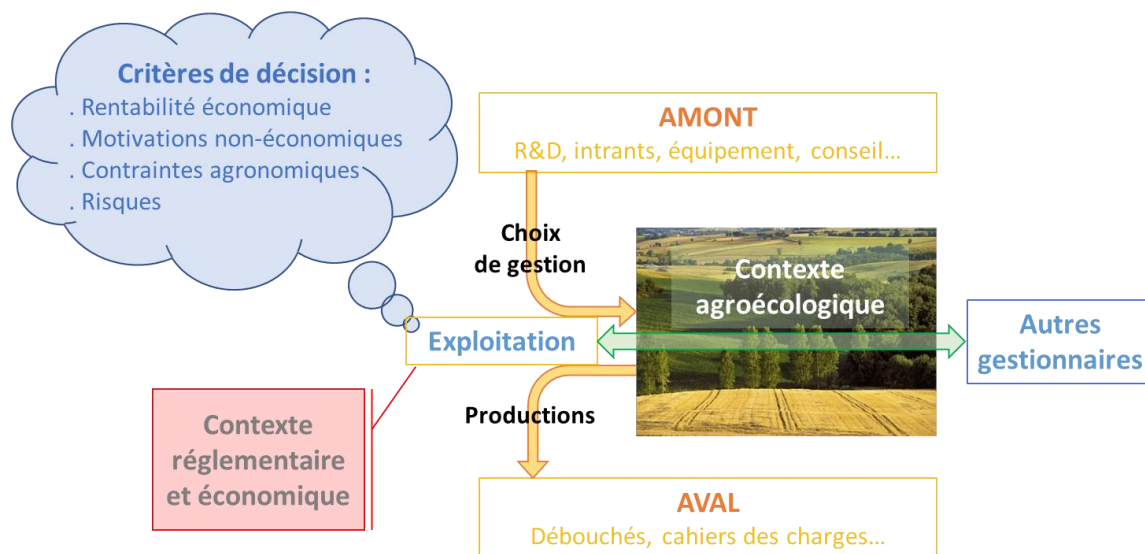 Critères de décision :
. Rentabilité économique
. Motivations non-économiques
. Contraintes agronomiques
. Risques
AMONT
R&D, intrants, équipement, conseil...
Choix
de gestion
Contexte
agroécologique
Exploitation
Autres
gestionnaires
Productions
Contexte
réglementaire
et économique
AVAL
Débouchés, cahiers des charges...